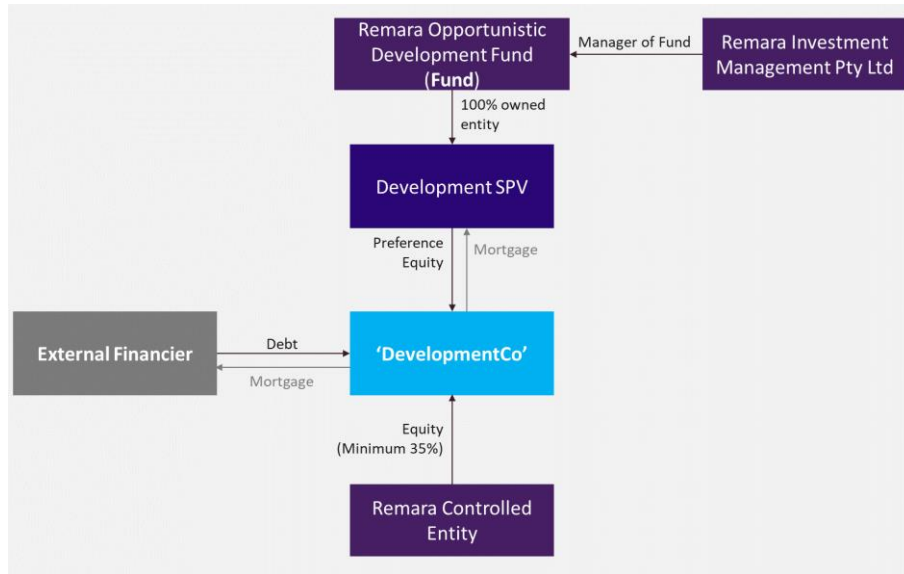 Remara Opportunistic
Development Fund
(Fund)
Manager of Fund
Remara Investment
Management Pty Ltd
100% owned
entity
Development SPV
Preference
Equity
Mortgage
External Financier
Debt
Mortgage
‘DevelopmentCo’
Equity
(Minimum 35%)
Remara Controlled
Entity